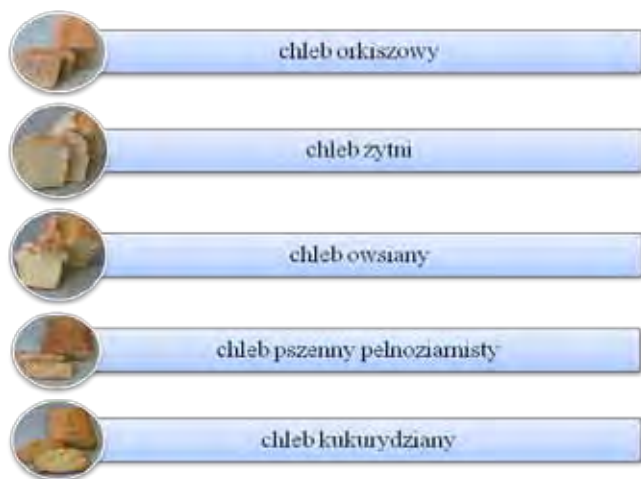 chleb orkiszowy
chleb żytni
chleb owsiany
chleb pszenny pełnoziarnisty
chleb kukurydziany